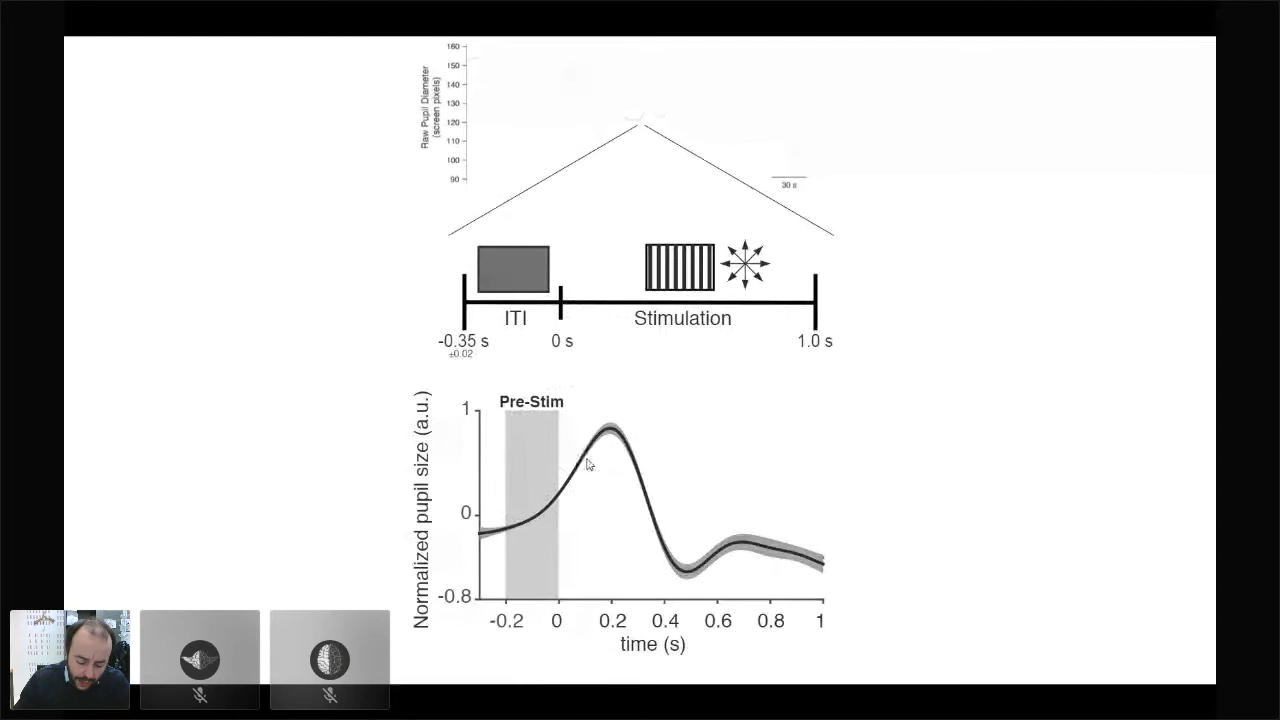 160
150
140
130
120
110
100
90
Raw Pupil Diameter
(screen pixels)
30 s
ITI
Stimulation
-0.35 s
±0.02
0 s
1.0 s
Pre-Stim
Normalized pupil size (a.u.)
1
0
-0.8
-0.2 0 0.2 0.4 0.6 0.8 1
time (s)